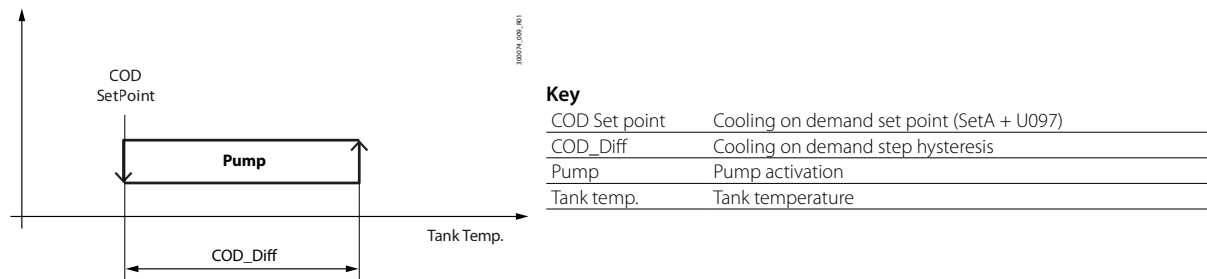 300074_009_R01
COD
SetPoint
Pump
Tank Temp.
COD_Diff
Key
COD Set point Cooling on demand set point (SetA + U097)
COD_Diff Cooling on demand step hysteresis
Pump Pump activation
Tank temp. Tank temperature